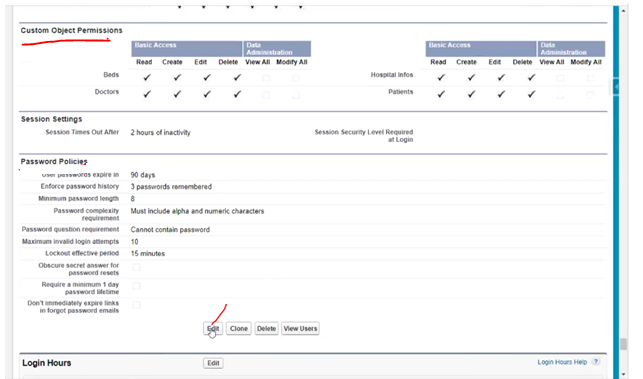 Custom Object Permissions
Basic Access Data Administration Basic Access Data Administration
Read Create Edit Delete View All Modify All Read Create Edit Delete View All Modify All
Beds Hospital Infos
Doctors Patients
Session Settings
Session Times Out After 2 hours of inactivity Session Security Level Required at Login
Password Policies
User passwords expire in 90 days
Enforce password history 3 passwords remembered
Minimum password length 8
Password complexity requirement Must include alpha and numeric characters
Password question requirement Cannot contain password
Maximum invalid login attempts 10
Lockout effective period 15 minutes
Obscure secret answer for password resets
Require a minimum 1 day password lifetime
Don't immediately expire links in forgot password emails
Edit Clone Delete View Users
Login Hours Edit Login Hours Help ?